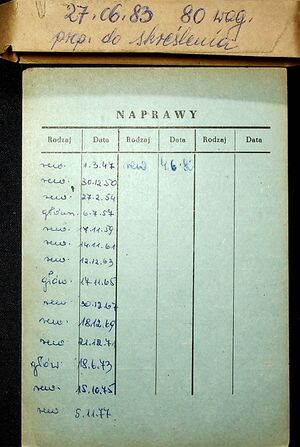 27.06.83 80 wag.
prop. do skreślenia
NAPRAWY
Rodzaj Data Rodzaj Data Rodzaj Data
rew. 1.3.47 rew 4.6.80
rew. 30.12.50
rew. 27.2.54
główn. 6.7.57
rew. 17.11.59
rew. 14.11.61
rew. 12.12.63
głów. 17.11.65
rew 30.12.67
rew. 18.12.69
rew. 21.12.71
głów 18.6.73
rew. 15.10.75
rew 5.11.77